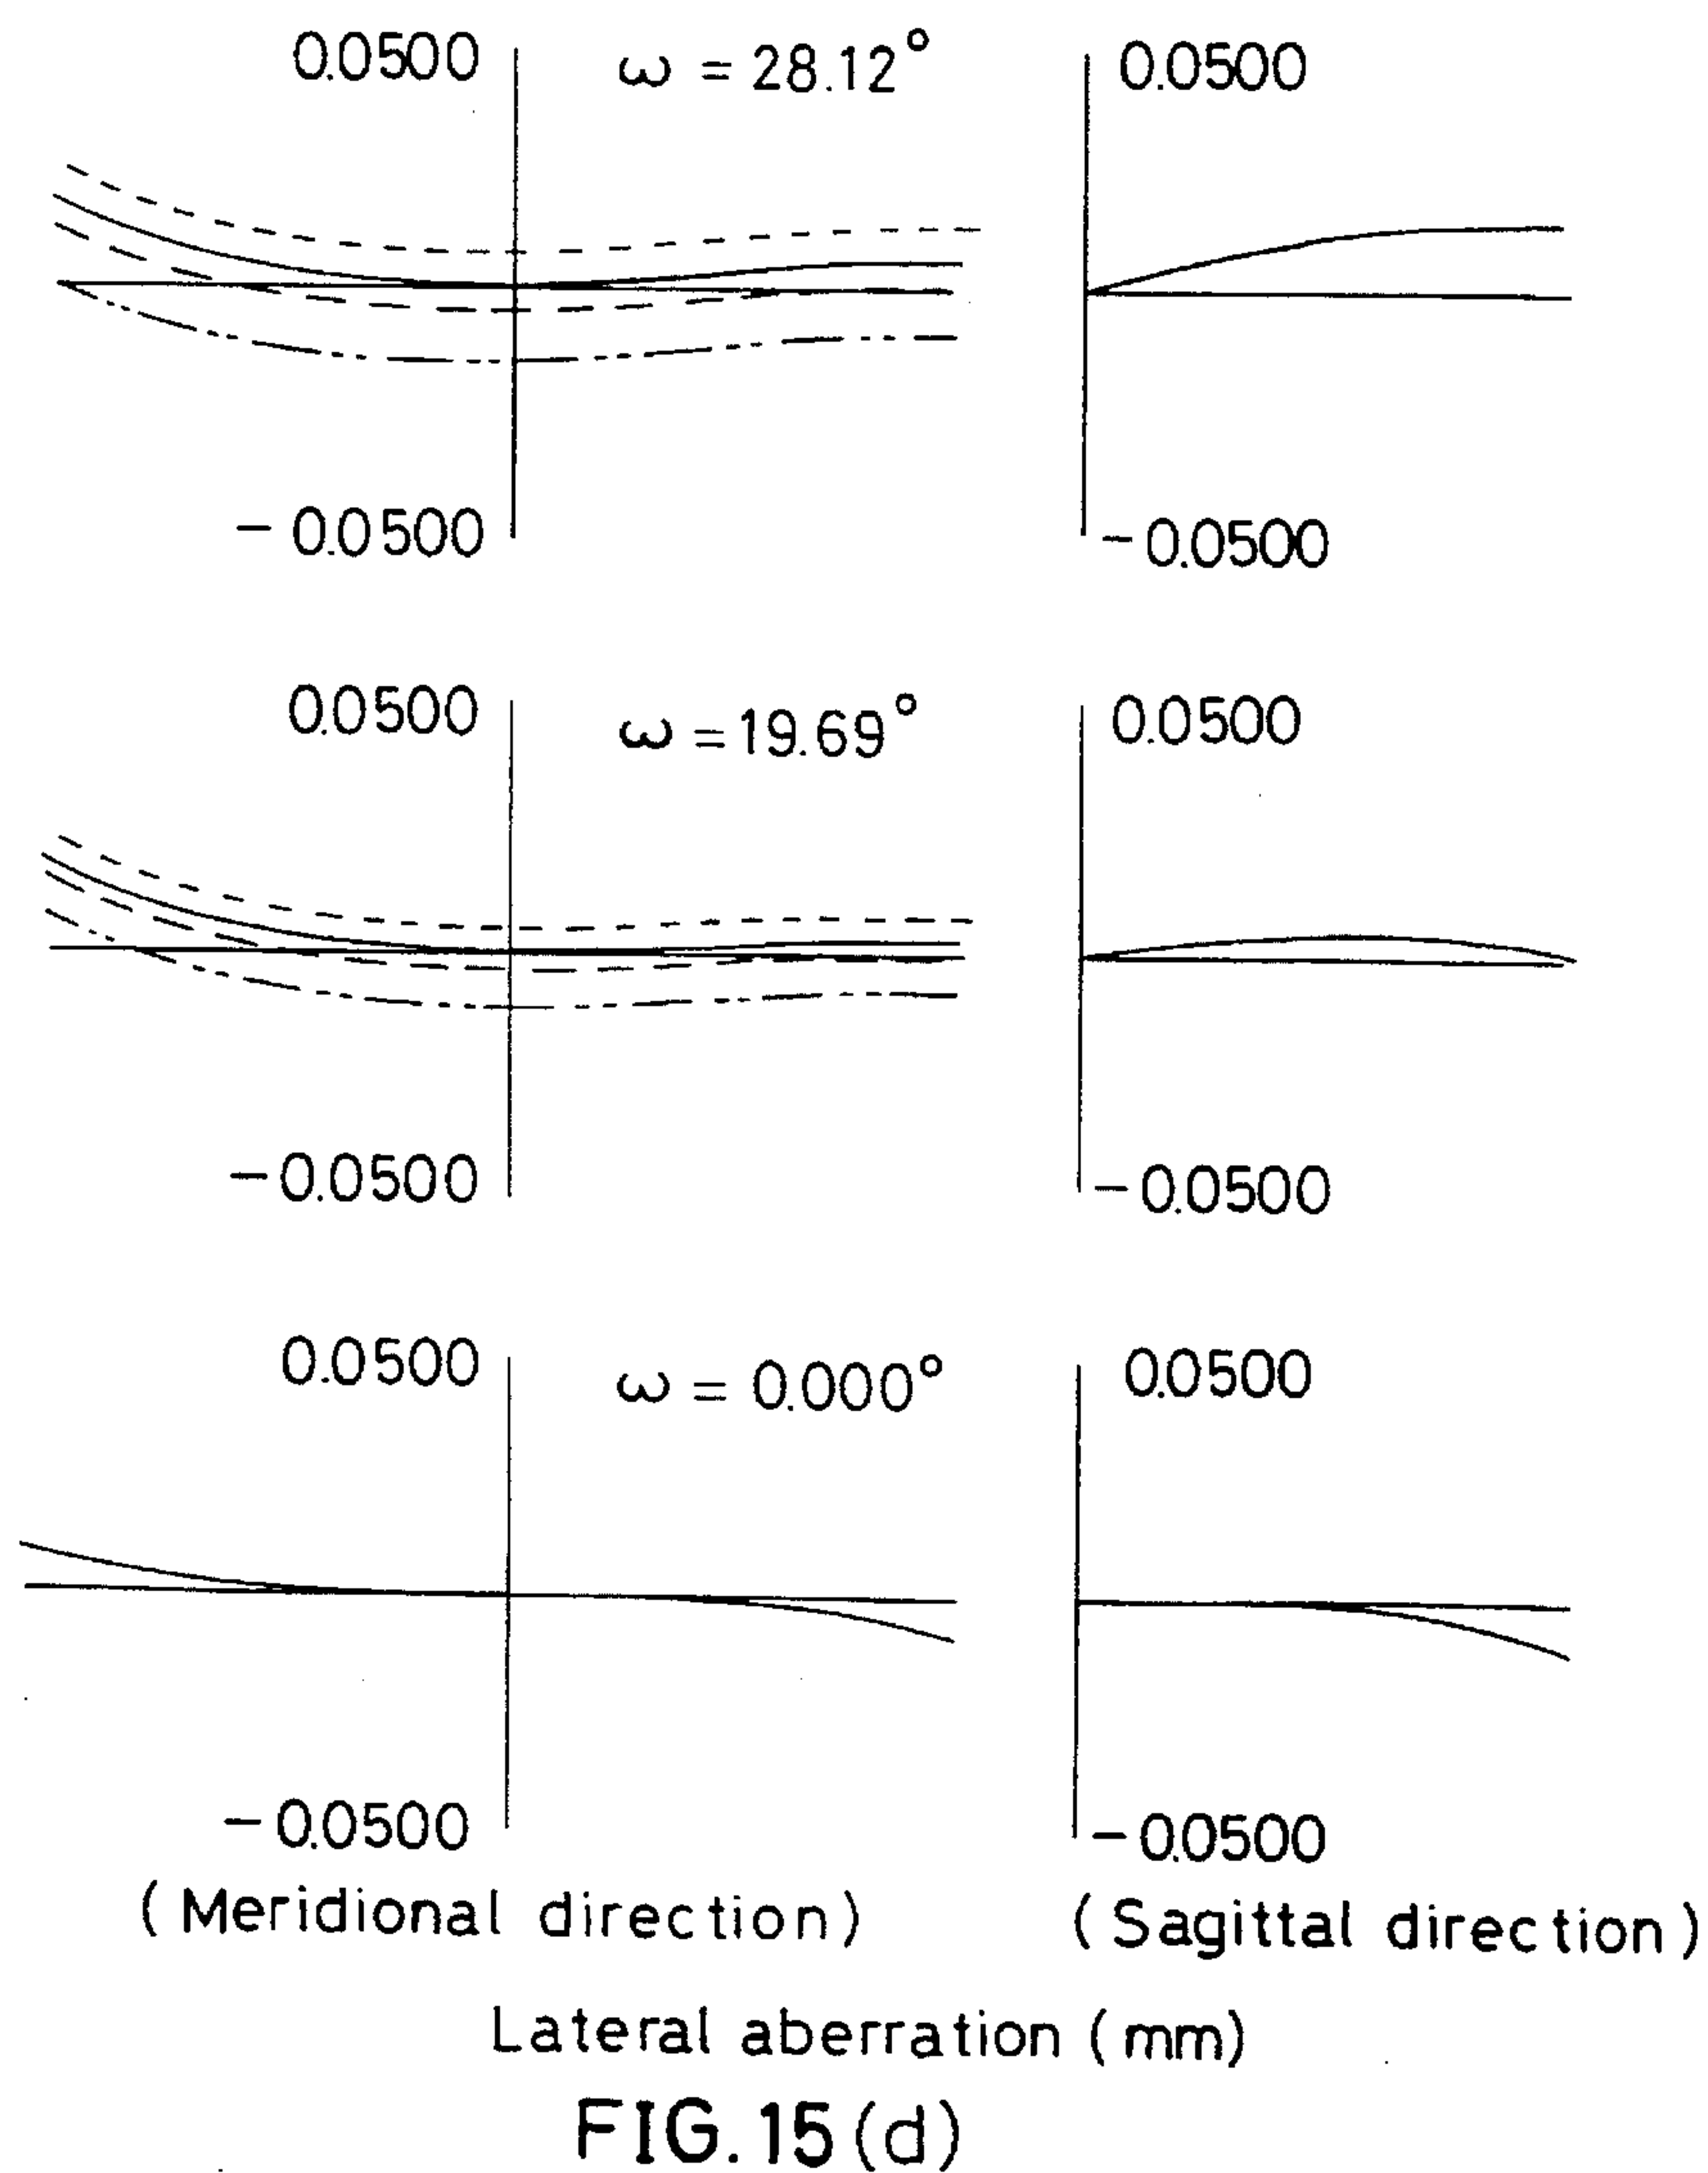 0.0500 ω = 28.12° 0.0500
-0.0500 -0.0500
0.0500 ω = 19.69° 0.0500
-0.0500 -0.0500
0.0500 ω = 0.000° 0.0500
-0.0500 -0.0500
(Meridional direction) (Sagittal direction)
Lateral aberration (mm)
FIG.15(d)